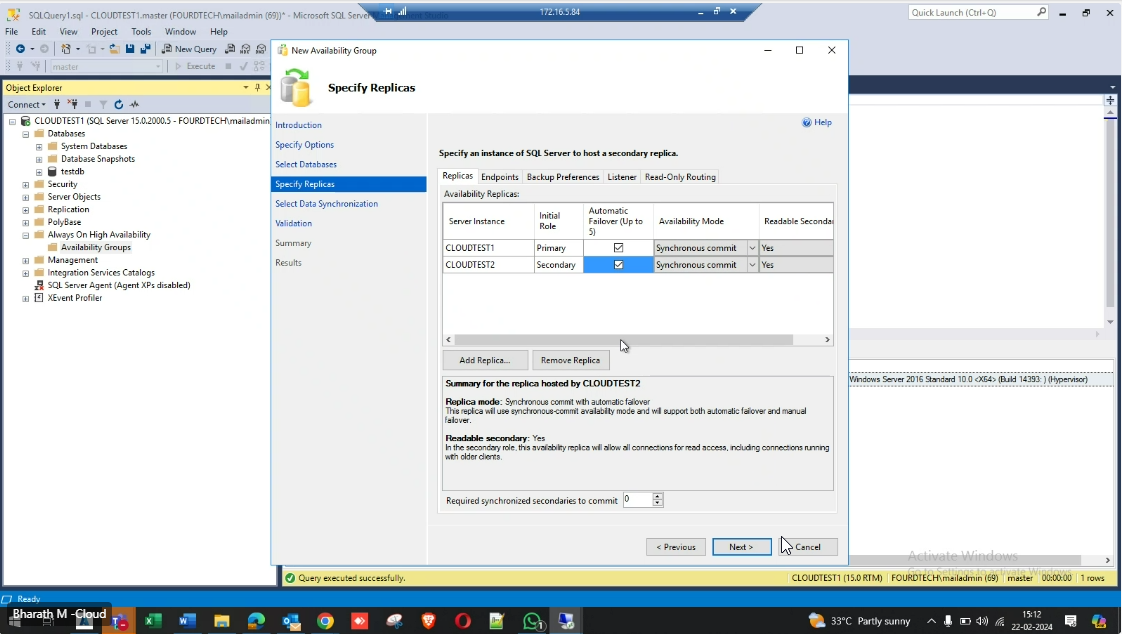 SQLQuery1.sql - CLOUDTEST1.master (FOURDTECH\mailadmin (69))* - Microsoft SQL Server
172.16.5.84
Quick Launch (Ctrl+Q)
File Edit View Project Tools Window Help
New Query
master
Execute
Object Explorer
Connect
CLOUDTEST1 (SQL Server 15.0.2000.5 - FOURDTECH\mailadmin
Databases
System Databases
Database Snapshots
testdb
Security
Server Objects
Replication
PolyBase
Always On High Availability
Availability Groups
Management
Integration Services Catalogs
SQL Server Agent (Agent XPs disabled)
XEvent Profiler
New Availability Group
Specify Replicas
Introduction
Specify Options
Select Databases
Specify Replicas
Select Data Synchronization
Validation
Summary
Results
Help
Specify an instance of SQL Server to host a secondary replica.
Replicas Endpoints Backup Preferences Listener Read-Only Routing
Availability Replicas:
Server Instance Initial Role Automatic Failover (Up to 5) Availability Mode Readable Seconda
CLOUDTEST1 Primary Synchronous commit Yes
CLOUDTEST2 Secondary Synchronous commit Yes
Add Replica... Remove Replica
Summary for the replica hosted by CLOUDTEST2
Replica mode: Synchronous commit with automatic failover
This replica will use synchronous-commit availability mode and will support both automatic failover and manual
failover.
Readable secondary: Yes
In the secondary role, this availability replica will allow all connections for read access, including connections running
with older clients.
Required synchronized secondaries to commit 0
< Previous Next > Cancel
Windows Server 2016 Standard 10.0 <X64> (Build 14393: ) (Hypervisor)
Activate Windows
Go to Settings to activate Windows
Query executed successfully.
CLOUDTEST1 (15.0 RTM) FOURDTECH\mailadmin (69) master 00:00:00 1 rows
Ready
Bharath M -Cloud
33°C Partly sunny
15:12
22-02-2024